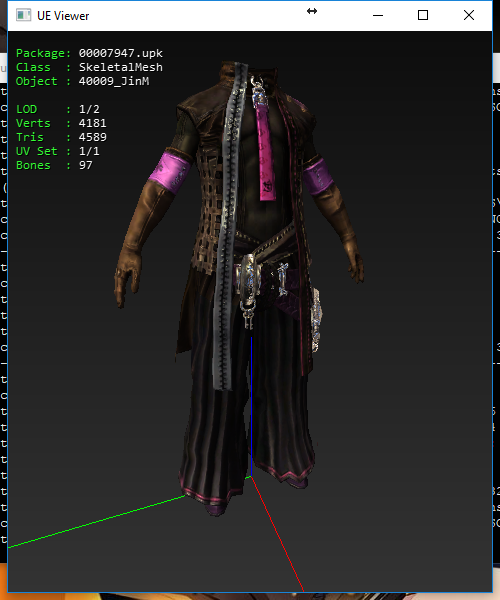 UE Viewer
Package: 00007947.upk
Class : SkeletalMesh
Object : 40009_JinM
LOD : 1/2
Verts : 4181
Tris : 4589
UV Set : 1/1
Bones : 97